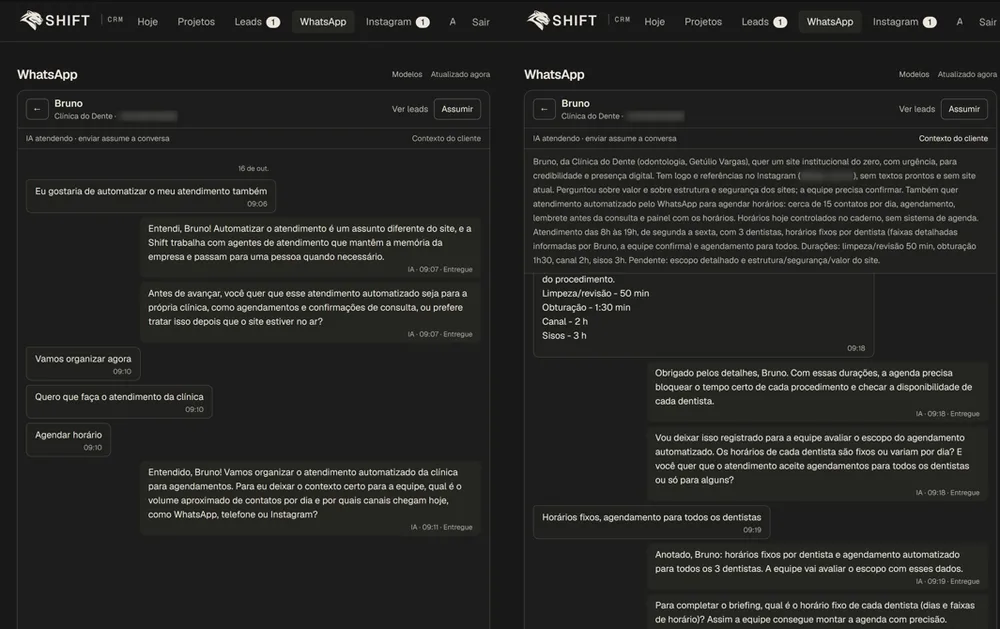 SHIFT CRM Hoje Projetos Leads 1 WhatsApp Instagram 1 A Sair
WhatsApp
Modelos Atualizado agora
← Bruno
Clínica do Dente ·
Ver leads Assumir
IA atendendo · enviar assume a conversa Contexto do cliente
16 de out.
Eu gostaria de automatizar o meu atendimento também
09:06
Entendi, Bruno! Automatizar o atendimento é um assunto diferente do site, e a
Shift trabalha com agentes de atendimento que mantêm a memória da
empresa e passam para uma pessoa quando necessário.
IA · 09:07 · Entregue
Antes de avançar, você quer que esse atendimento automatizado seja para a
própria clínica, como agendamentos e confirmações de consulta, ou prefere
tratar isso depois que o site estiver no ar?
IA · 09:07 · Entregue
Vamos organizar agora
09:10
Quero que faça o atendimento da clínica
09:10
Agendar horário
09:10
Entendido, Bruno! Vamos organizar o atendimento automatizado da clínica
para agendamentos. Para eu deixar o contexto certo para a equipe, qual é o
volume aproximado de contatos por dia e por quais canais chegam hoje,
como WhatsApp, telefone ou Instagram?
IA · 09:11 · Entregue
SHIFT CRM Hoje Projetos Leads 1 WhatsApp Instagram 1 A Sair
WhatsApp
Modelos Atualizado agora
← Bruno
Clínica do Dente ·
Ver leads Assumir
IA atendendo · enviar assume a conversa Contexto do cliente
Bruno, da Clínica do Dente (odontologia, Getúlio Vargas), quer um site institucional do zero, com urgência, para
credibilidade e presença digital. Tem logo e referências no Instagram ( ), sem textos prontos e sem site
atual. Perguntou sobre valor e sobre estrutura e segurança dos sites; a equipe precisa confirmar. Também quer
atendimento automatizado pelo WhatsApp para agendar horários: cerca de 15 contatos por dia, agendamento,
lembrete antes da consulta e painel com os horários. Horários hoje controlados no caderno, sem sistema de agenda.
Atendimento das 8h às 19h, de segunda a sexta, com 3 dentistas, horários fixos por dentista (faixas detalhadas
informadas por Bruno, a equipe confirma) e agendamento para todos. Durações: limpeza/revisão 50 min, obturação
1h30, canal 2h, sisos 3h. Pendente: escopo detalhado e estrutura/segurança/valor do site.
do procedimento.
Limpeza/revisão - 50 min
Obturação - 1:30 min
Canal - 2 h
Sisos - 3 h
09:18
Obrigado pelos detalhes, Bruno. Com essas durações, a agenda precisa
bloquear o tempo certo de cada procedimento e checar a disponibilidade de
cada dentista.
IA · 09:18 · Entregue
Vou deixar isso registrado para a equipe avaliar o escopo do agendamento
automatizado. Os horários de cada dentista são fixos ou variam por dia? E
você quer que o atendimento aceite agendamentos para todos os dentistas
ou só para alguns?
IA · 09:18 · Entregue
Horários fixos, agendamento para todos os dentistas
09:19
Anotado, Bruno: horários fixos por dentista e agendamento automatizado
para todos os 3 dentistas. A equipe vai avaliar o escopo com esses dados.
IA · 09:19 · Entregue
Para completar o briefing, qual é o horário fixo de cada dentista (dias e faixas
de horário)? Assim a equipe consegue montar a agenda com precisão.